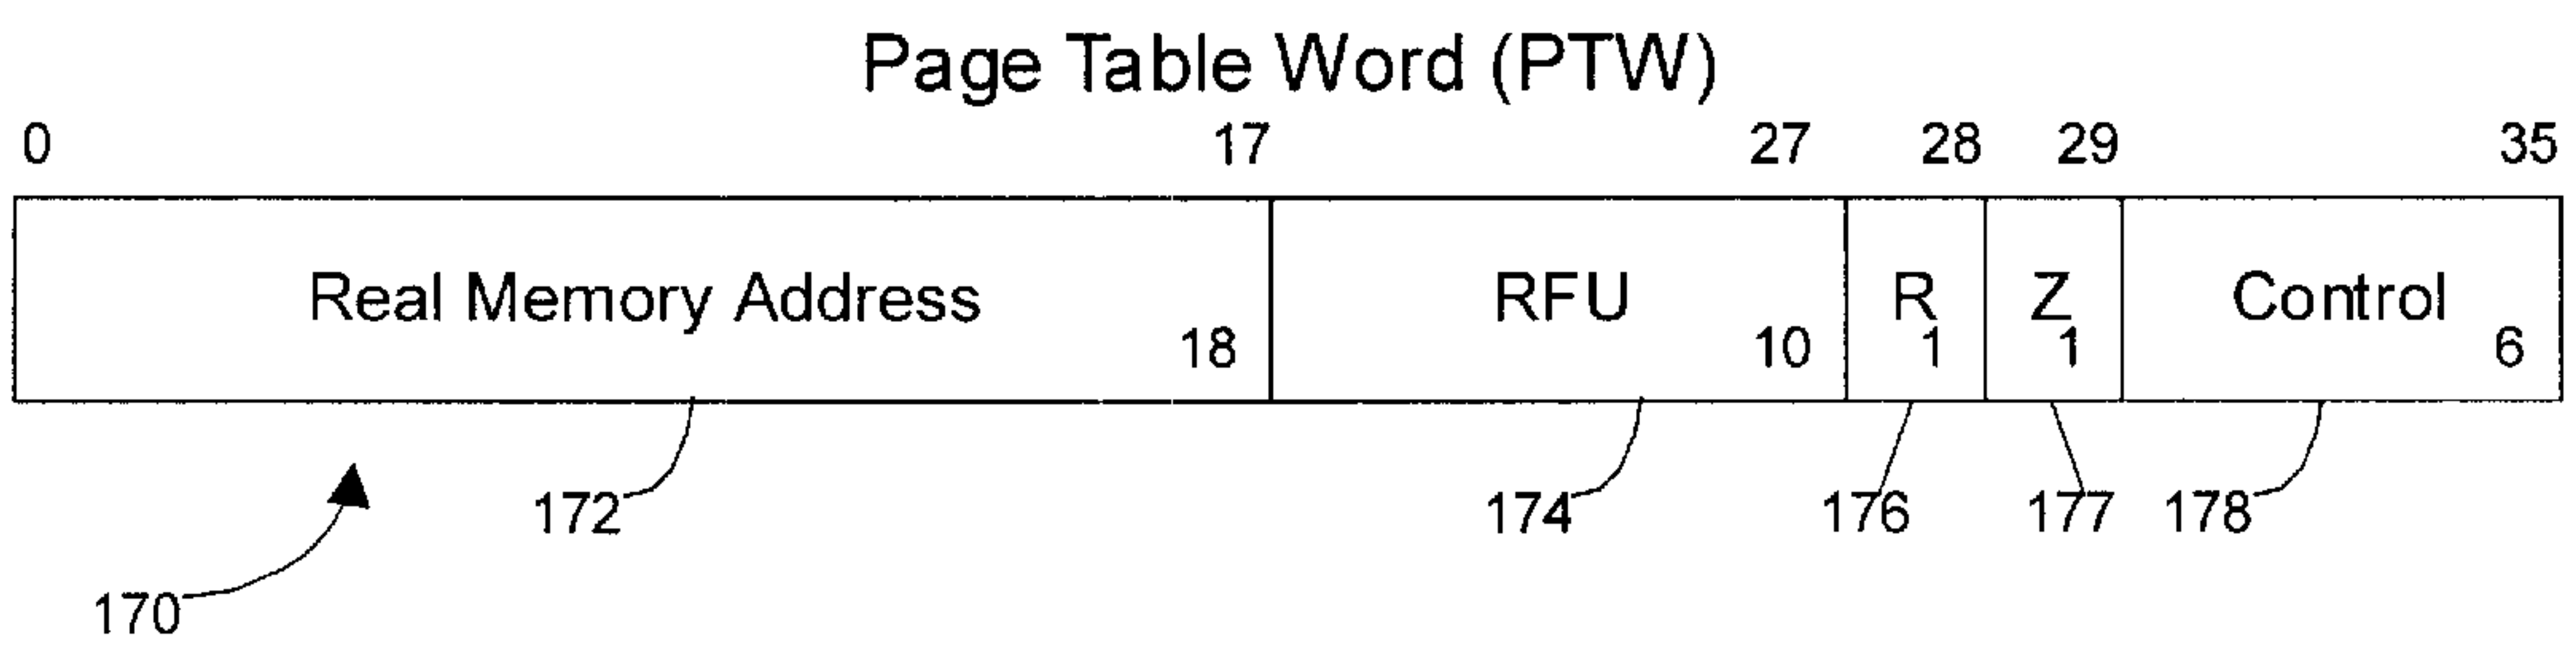 Page Table Word (PTW)
0 17 27 28 29 35
Real Memory Address RFU R Z Control
18 10 1 1 6
172 174 176 177 178
170